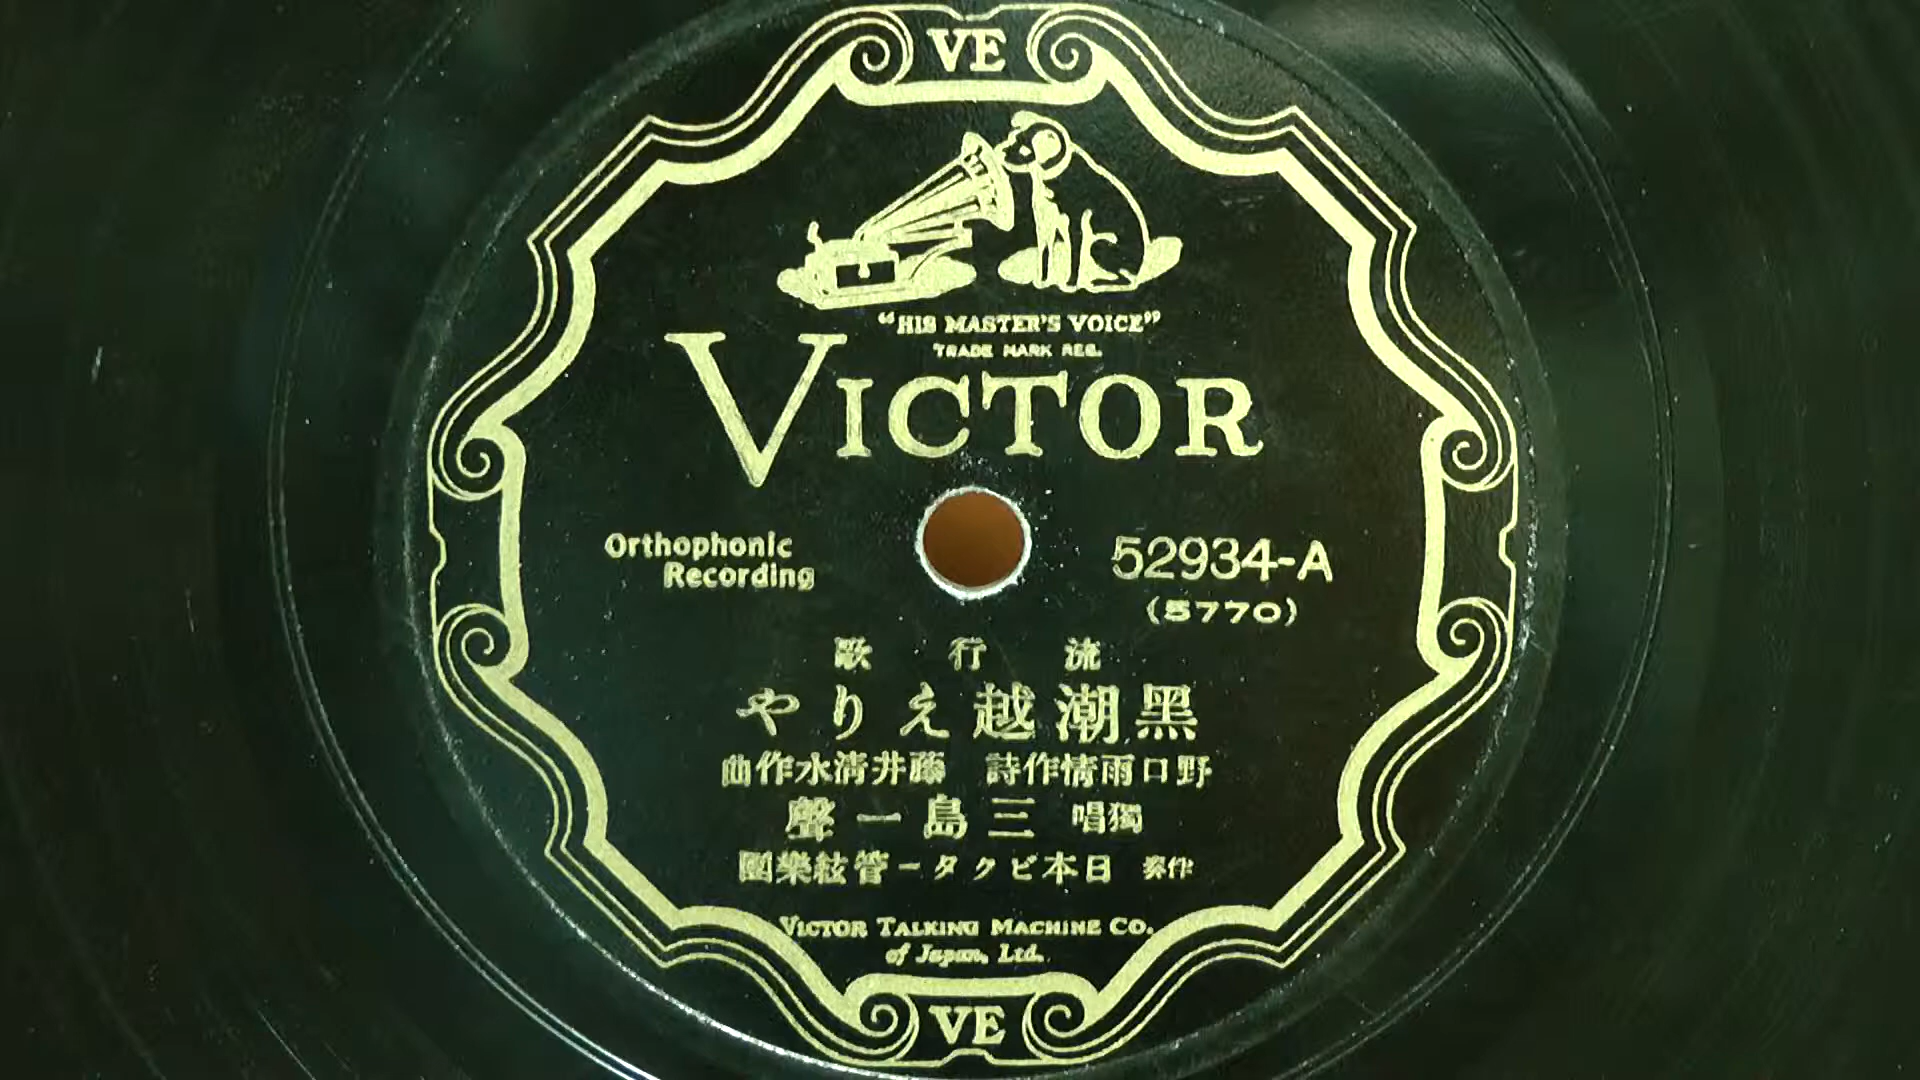 VE
"HIS MASTER'S VOICE"
TRADE MARK REG.
VICTOR
Orthophonic
Recording
52934-A
(5770)
流行歌
黑潮越えりや
野口雨情作詩 藤井清水作曲
獨唱 三島一聲
伴奏 日本ビクター管絃樂團
VICTOR TALKING MACHINE CO.
of Japan, Ltd.
VE